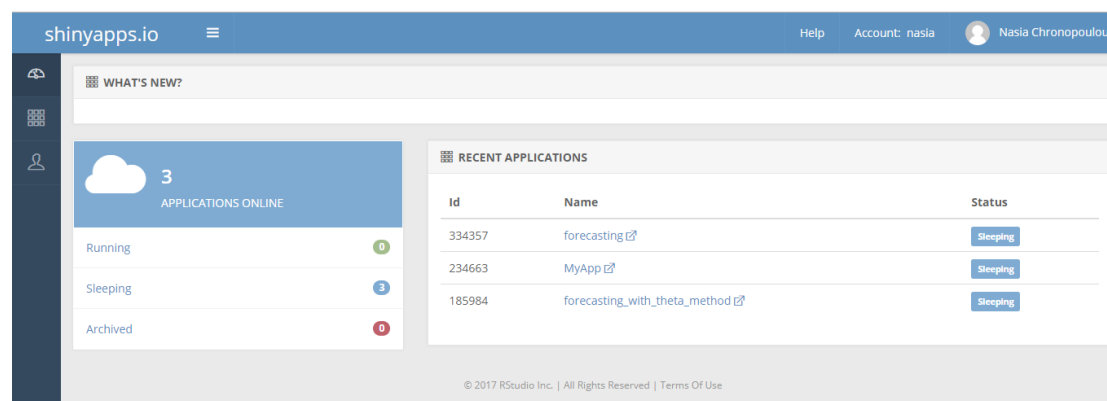 shinyapps.io Help Account: nasia Nasia Chronopoulou
WHAT'S NEW?
3
APPLICATIONS ONLINE
Running 0
Sleeping 3
Archived 0
RECENT APPLICATIONS
Id Name Status
334357 forecasting Sleeping
234663 MyApp Sleeping
185984 forecasting_with_theta_method Sleeping
© 2017 RStudio Inc. | All Rights Reserved | Terms Of Use